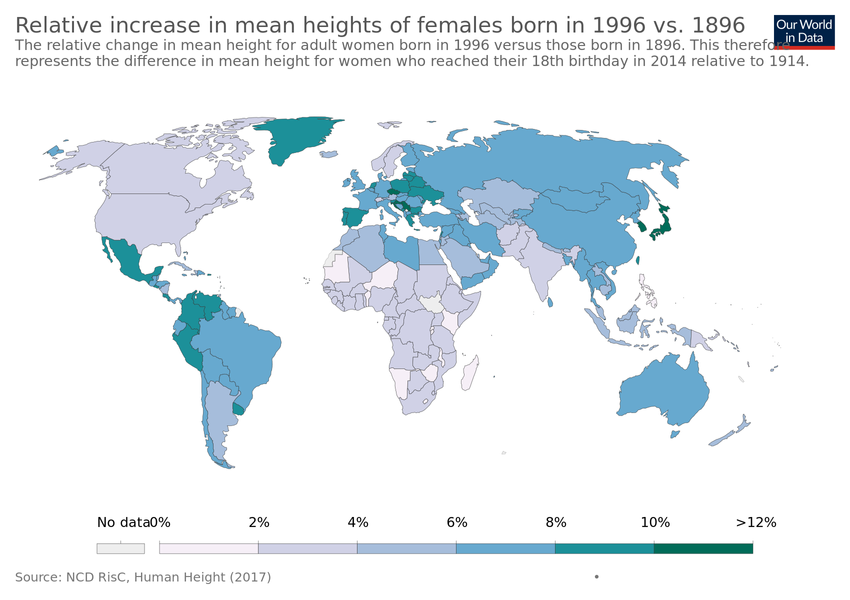 Relative increase in mean heights of females born in 1996 vs. 1896
Our World
in Data
The relative change in mean height for adult women born in 1996 versus those born in 1896. This therefore
represents the difference in mean height for women who reached their 18th birthday in 2014 relative to 1914.
No data 0% 2% 4% 6% 8% 10% >12%
Source: NCD RisC, Human Height (2017)